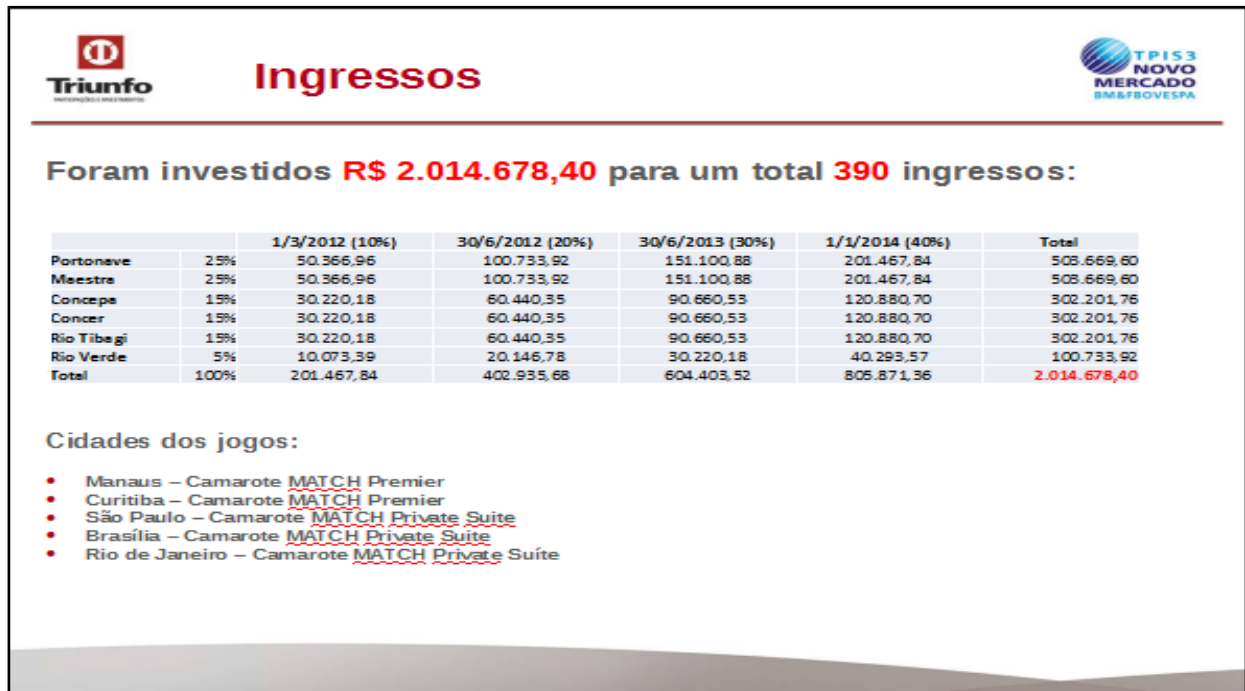 Triunfo
PARTICIPAÇÕES E INVESTIMENTOS
Ingressos
TPIS3
NOVO
MERCADO
BM&FBOVESPA
Foram investidos R$ 2.014.678,40 para um total 390 ingressos:
1/3/2012 (10%) 30/6/2012 (20%) 30/6/2013 (30%) 1/1/2014 (40%) Total
Portonave 25% 50.366,96 100.733,92 151.100,88 201.467,84 503.669,60
Maestra 25% 50.366,96 100.733,92 151.100,88 201.467,84 503.669,60
Concepa 15% 30.220,18 60.440,35 90.660,53 120.880,70 302.201,76
Concer 15% 30.220,18 60.440,35 90.660,53 120.880,70 302.201,76
Rio Tibagi 15% 30.220,18 60.440,35 90.660,53 120.880,70 302.201,76
Rio Verde 5% 10.073,39 20.146,78 30.220,18 40.293,57 100.733,92
Total 100% 201.467,84 402.935,68 604.403,52 805.871,36 2.014.678,40
Cidades dos jogos:
• Manaus – Camarote MATCH Premier
• Curitiba – Camarote MATCH Premier
• São Paulo – Camarote MATCH Private Suite
• Brasília – Camarote MATCH Private Suite
• Rio de Janeiro – Camarote MATCH Private Suíte